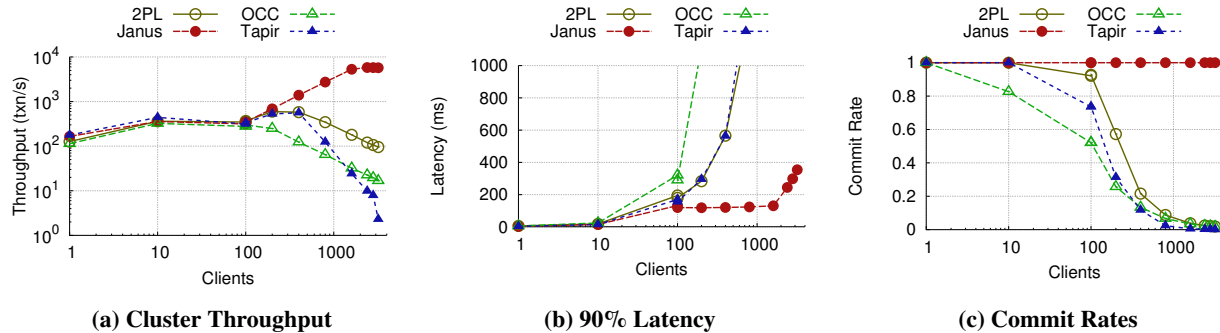 2PL
Janus
OCC
Tapir
Throughput (txn/s)
10^4
10^3
10^2
10^1
10^0
1 10 100 1000
Clients
(a) Cluster Throughput
2PL
Janus
OCC
Tapir
Latency (ms)
1000
800
600
400
200
0
1 10 100 1000
Clients
(b) 90% Latency
2PL
Janus
OCC
Tapir
Commit Rate
1
0.8
0.6
0.4
0.2
0
1 10 100 1000
Clients
(c) Commit Rates